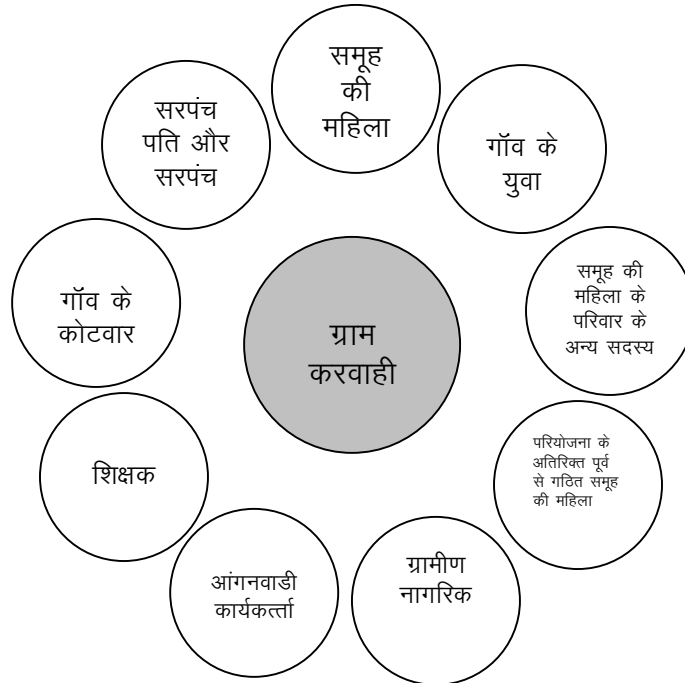 समूह
की
महिला
गॉव के
युवा
समूह की
महिला के
परिवार के
अन्य सदस्य
परियोजना के
अतिरिक्त पूर्व
से गठित समूह
की महिला
ग्रामीण
नागरिक
आंगनवाडी
कार्यकर्त्ता
शिक्षक
गॉव के
कोटवार
सरपंच
पति और
सरपंच
ग्राम
करवाही